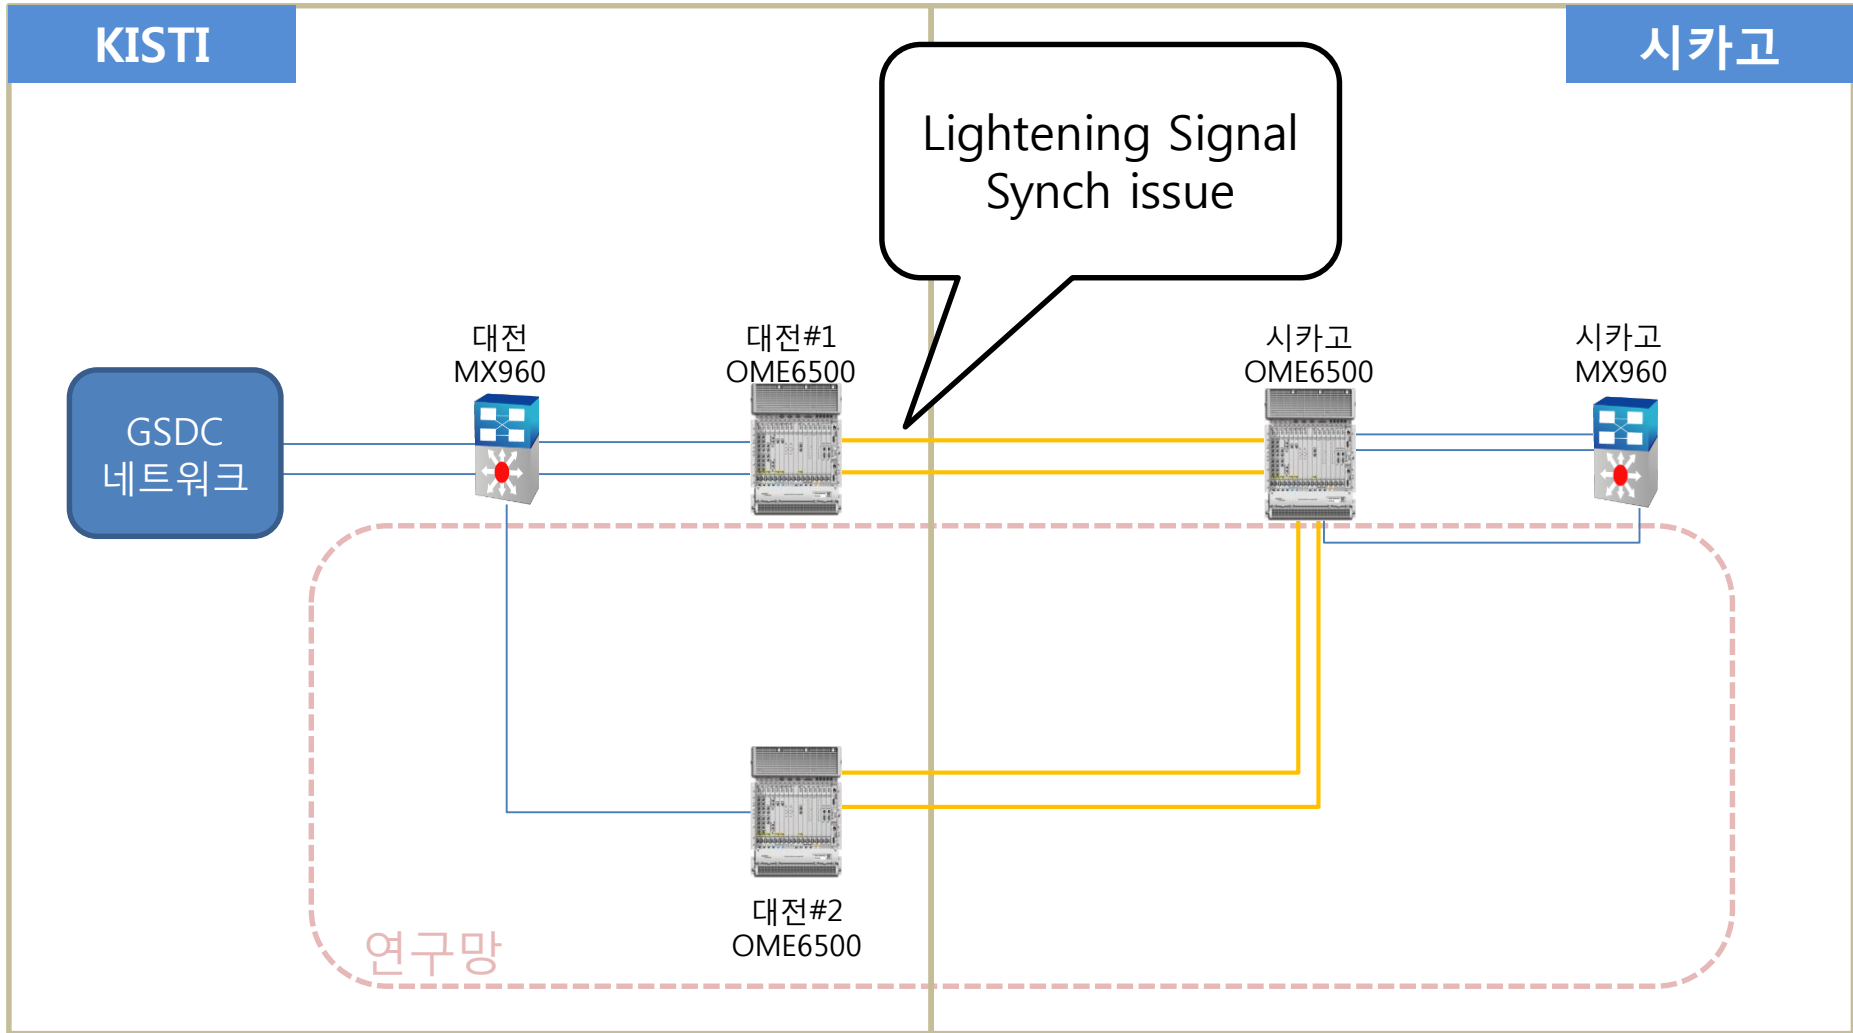 KISTI
시카고
Lightening Signal
Synch issue
대전
MX960
대전#1
OME6500
시카고
OME6500
시카고
MX960
GSDC
네트워크
대전#2
OME6500
연구망